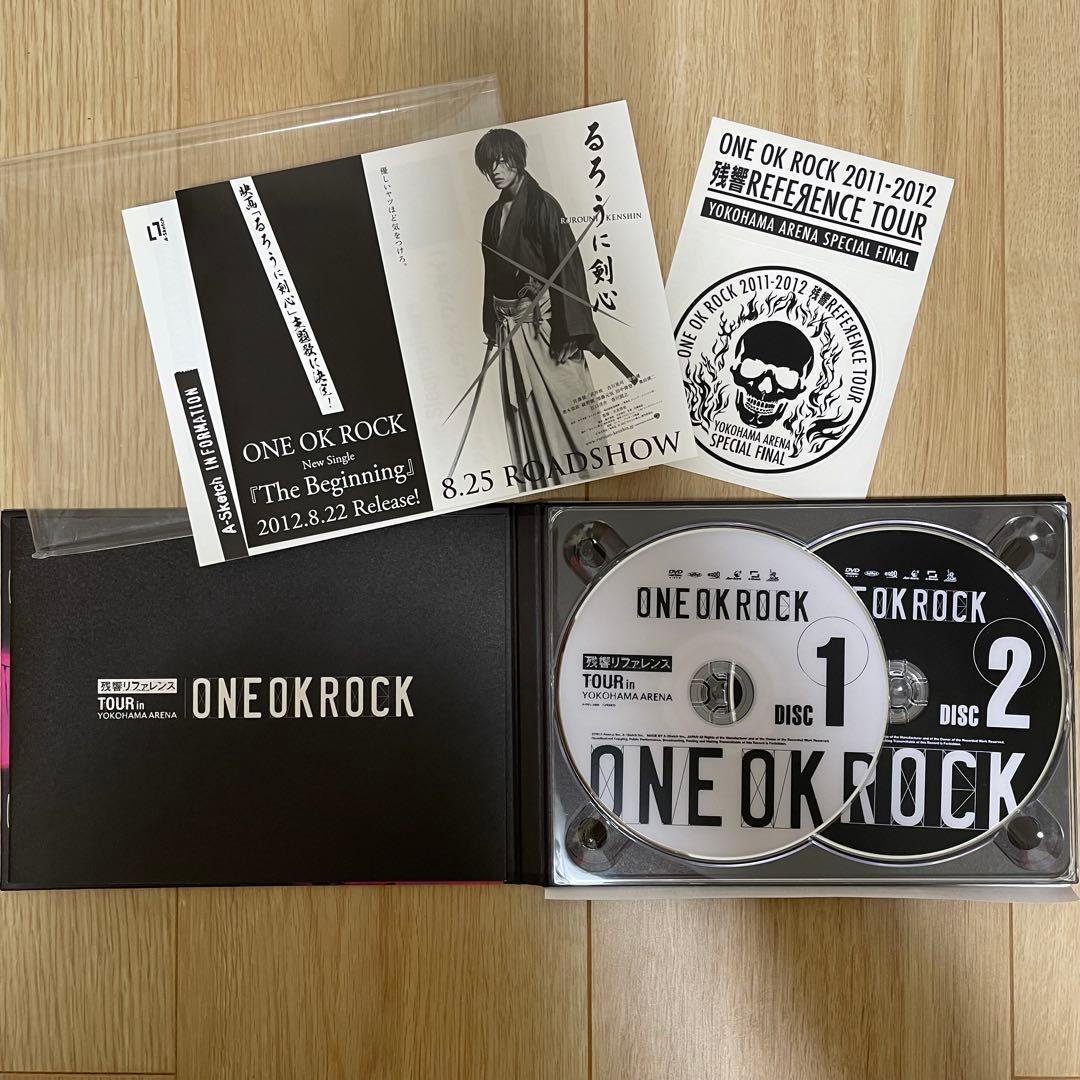 A-Sketch
A-Sketch INFORMATION
映画「るろうに剣心」主題歌に決定!
ONE OK ROCK
New Single
『The Beginning』
2012.8.22 Release!
優しいヤツほど気をつけろ。
るろうに剣心
RUROUNI KENSHIN
8.25 ROADSHOW
ONE OK ROCK 2011-2012
残響REFEЯENCE TOUR
YOKOHAMA ARENA SPECIAL FINAL
ONE OK ROCK 2011-2012 残響REFEЯENCE TOUR
YOKOHAMA ARENA
SPECIAL FINAL
残響リファレンス
TOUR in
YOKOHAMA ARENA
ONE OK ROCK
DVD
VIDEO
ONE OK ROCK
残響リファレンス
TOUR in
YOKOHAMA ARENA
DISC 1
ONE OK ROCK
DVD
VIDEO
E OK ROCK
DISC 2